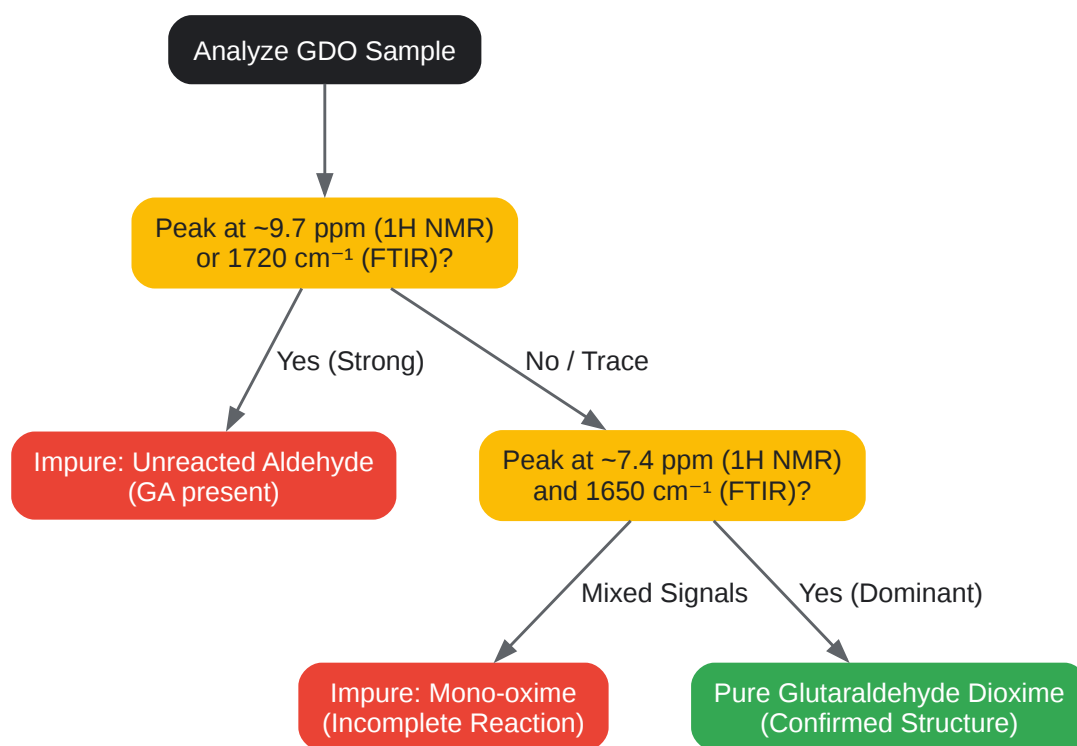 Analyze GDO Sample
Peak at ~9.7 ppm (1H NMR)
or 1720 cm⁻¹ (FTIR)?
Yes (Strong)
No / Trace
Impure: Unreacted Aldehyde
(GA present)
Peak at ~7.4 ppm (1H NMR)
and 1650 cm⁻¹ (FTIR)?
Mixed Signals
Yes (Dominant)
Impure: Mono-oxime
(Incomplete Reaction)
Pure Glutaraldehyde Dioxime
(Confirmed Structure)